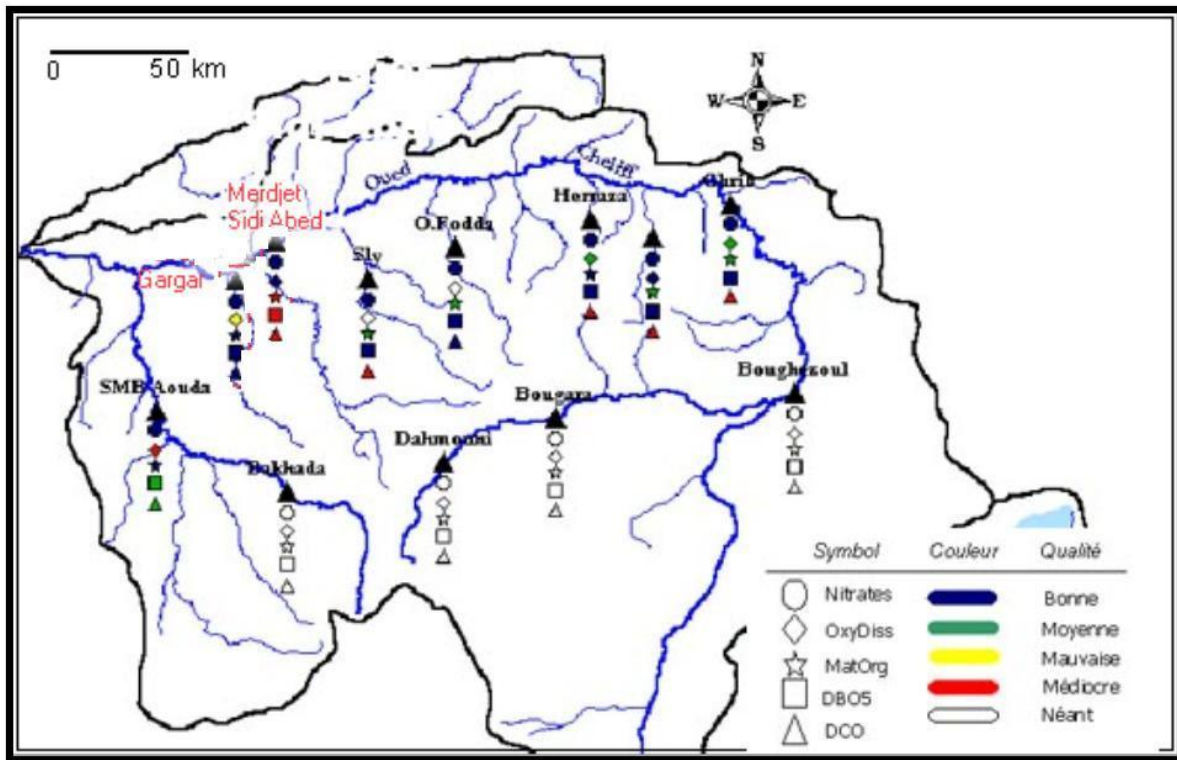 0 50 km
N
W E
S
Oued Cheliff
Ghrib
Merdjet
Sidi Abed
Harraza
O.Fodda
Sly
Gargar
Boughezoul
SMB Aouda
Bougara
Dahmouni
Bakhada
Symbol Couleur Qualité
Nitrates Bonne
OxyDiss Moyenne
MatOrg Mauvaise
DBO5 Médiocre
DCO Néant